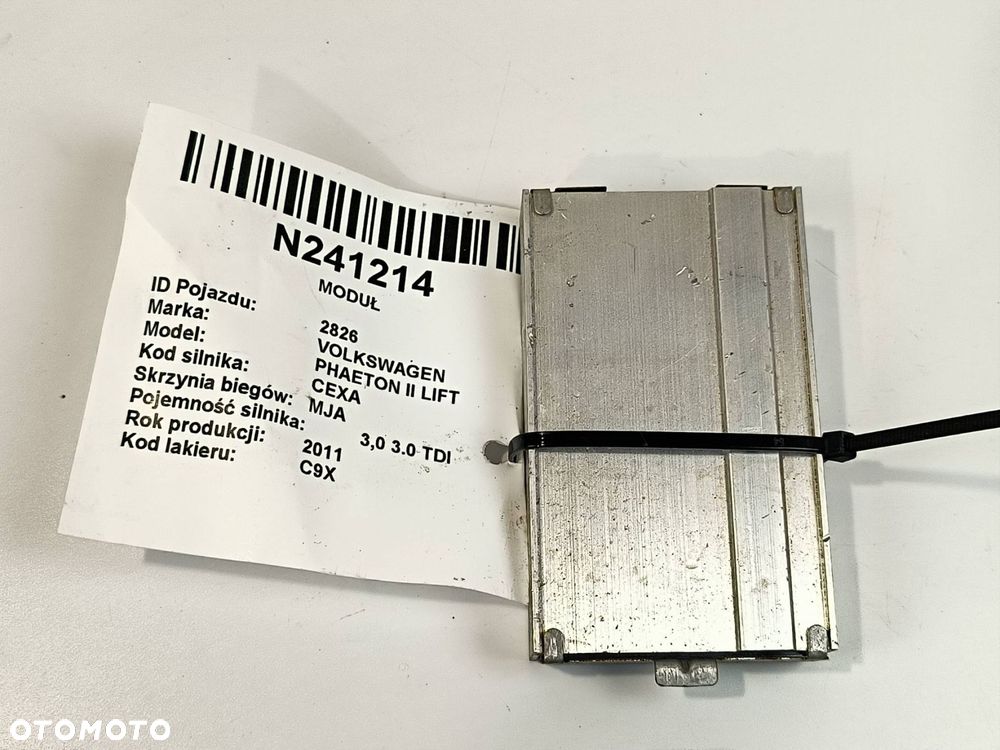 N241214
MODUŁ
ID Pojazdu: 2826
Marka: VOLKSWAGEN
Model: PHAETON II LIFT
Kod silnika: CEXA
Skrzynia biegów: MJA
Pojemność silnika: 3,0 3.0 TDI
Rok produkcji: 2011
Kod lakieru: C9X
OTOMOTO